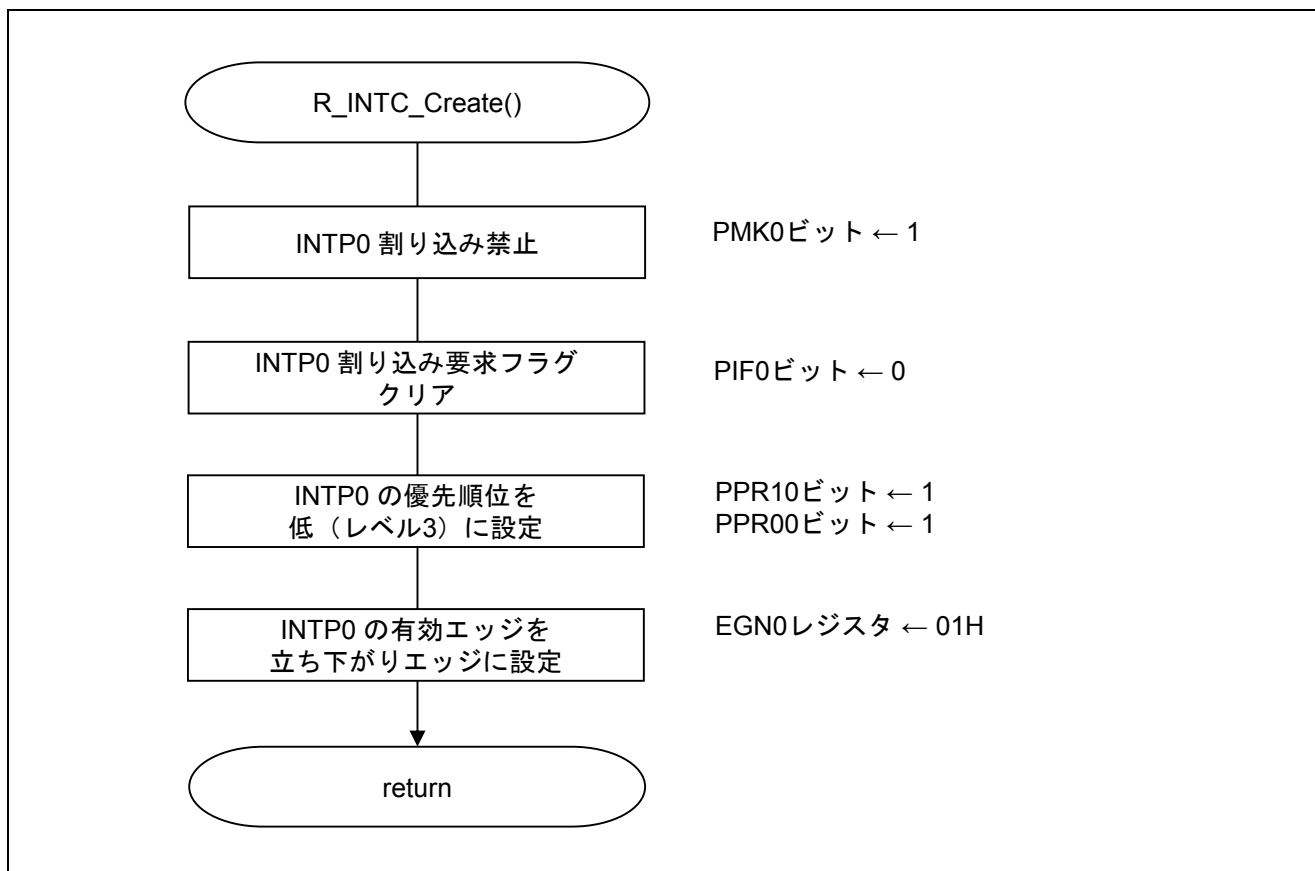 R_INTC_Create()
INTP0 割り込み禁止
PMK0ビット ← 1
INTP0 割り込み要求フラグ
クリア
PIF0ビット ← 0
INTP0 の優先順位を
低（レベル3）に設定
PPR10ビット ← 1
PPR00ビット ← 1
INTP0 の有効エッジを
立ち下がりエッジに設定
EGN0レジスタ ← 01H
return